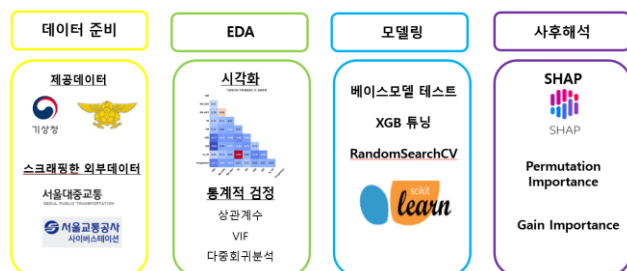 데이터 준비
제공데이터
기상청
스크래핑한 외부데이터
서울대중교통
SEOUL PUBLIC TRANSPORTATION
서울교통공사
사이버스테이션
EDA
시각화
통계적 검정
상관계수
VIF
다중회귀분석
모델링
베이스모델 테스트
XGB 튜닝
RandomSearchCV
scikit
learn
사후해석
SHAP
SHAP
Permutation
Importance
Gain Importance